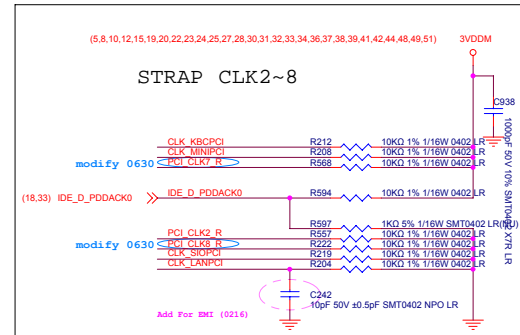 (5,8,10,12,15,19,20,22,23,24,25,27,28,30,31,32,33,34,36,37,38,39,41,42,44,48,49,51) 3VDDM
STRAP CLK2~8
C938
1000pF 50V 10% SMT0402 X7R LR
CLK_KBCPCI R212 10KΩ 1% 1/16W 0402 LR
CLK_MINIPCI R208 10KΩ 1% 1/16W 0402 LR
modify 0630 PCI_CLK7_R R568 10KΩ 1% 1/16W 0402 LR
(18,33) IDE_D_PDDACK0 IDE_D_PDDACK0 R594 10KΩ 1% 1/16W 0402 LR
R597 1KΩ 5% 1/16W SMT0402 LR(NU)
PCI_CLK2_R R557 10KΩ 1% 1/16W 0402 LR
modify 0630 PCI_CLK8_R R222 10KΩ 1% 1/16W 0402 LR
CLK_SIOPCI R219 10KΩ 1% 1/16W 0402 LR
CLK_LANPCI R204 10KΩ 1% 1/16W 0402 LR
C242
10pF 50V ±0.5pF SMT0402 NPO LR
Add For EMI (0216)